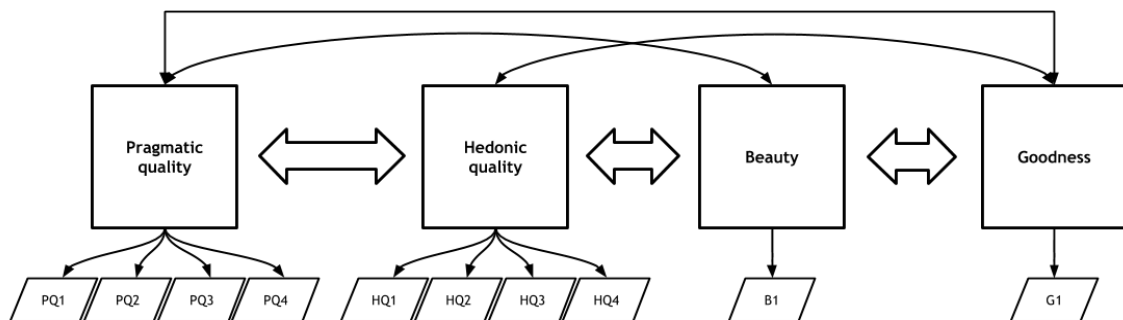 Pragmatic
quality
Hedonic
quality
Beauty
Goodness
PQ1
PQ2
PQ3
PQ4
HQ1
HQ2
HQ3
HQ4
B1
G1